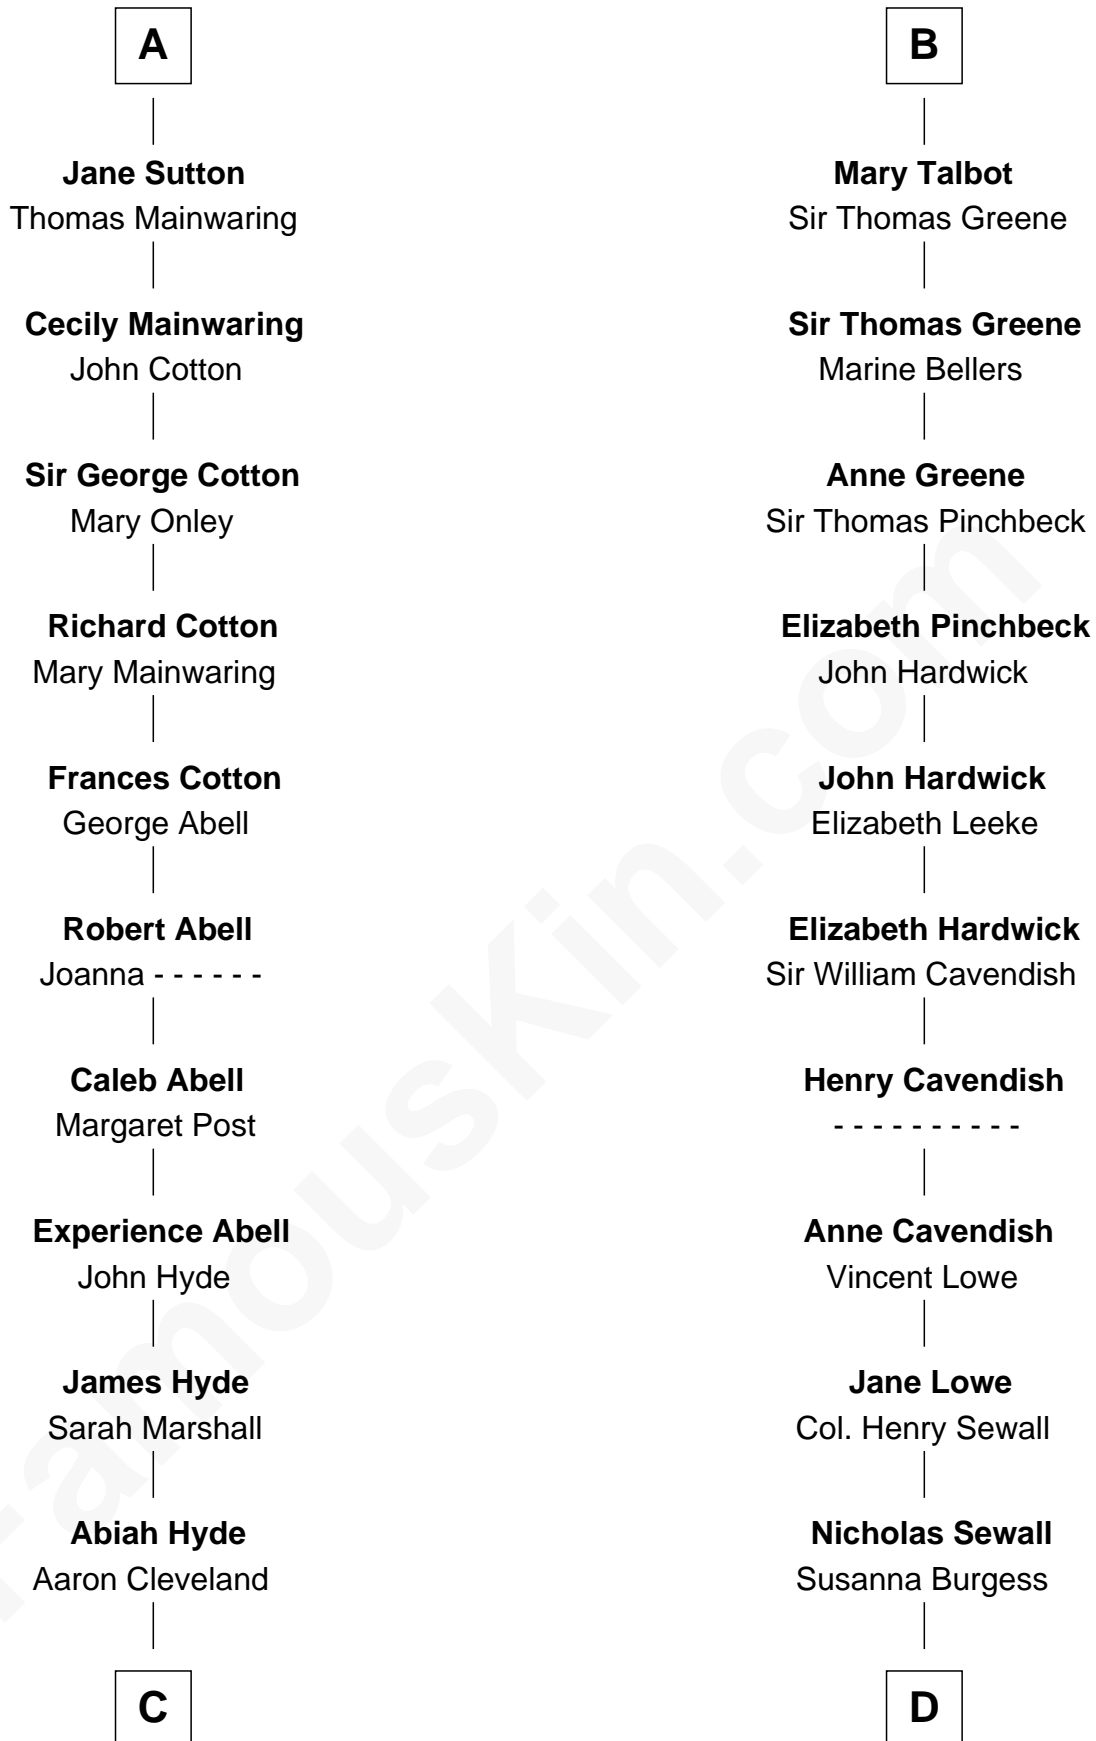 A
Jane Sutton
Thomas Mainwaring
Cecily Mainwaring
John Cotton
Sir George Cotton
Mary Onley
Richard Cotton
Mary Mainwaring
Frances Cotton
George Abell
Robert Abell
Joanna - - - - - -
Caleb Abell
Margaret Post
Experience Abell
John Hyde
James Hyde
Sarah Marshall
Abiah Hyde
Aaron Cleveland
C
B
Mary Talbot
Sir Thomas Greene
Sir Thomas Greene
Marine Bellers
Anne Greene
Sir Thomas Pinchbeck
Elizabeth Pinchbeck
John Hardwick
John Hardwick
Elizabeth Leeke
Elizabeth Hardwick
Sir William Cavendish
Henry Cavendish
- - - - - - - - - -
Anne Cavendish
Vincent Lowe
Jane Lowe
Col. Henry Sewall
Nicholas Sewall
Susanna Burgess
D
FamousKin.com